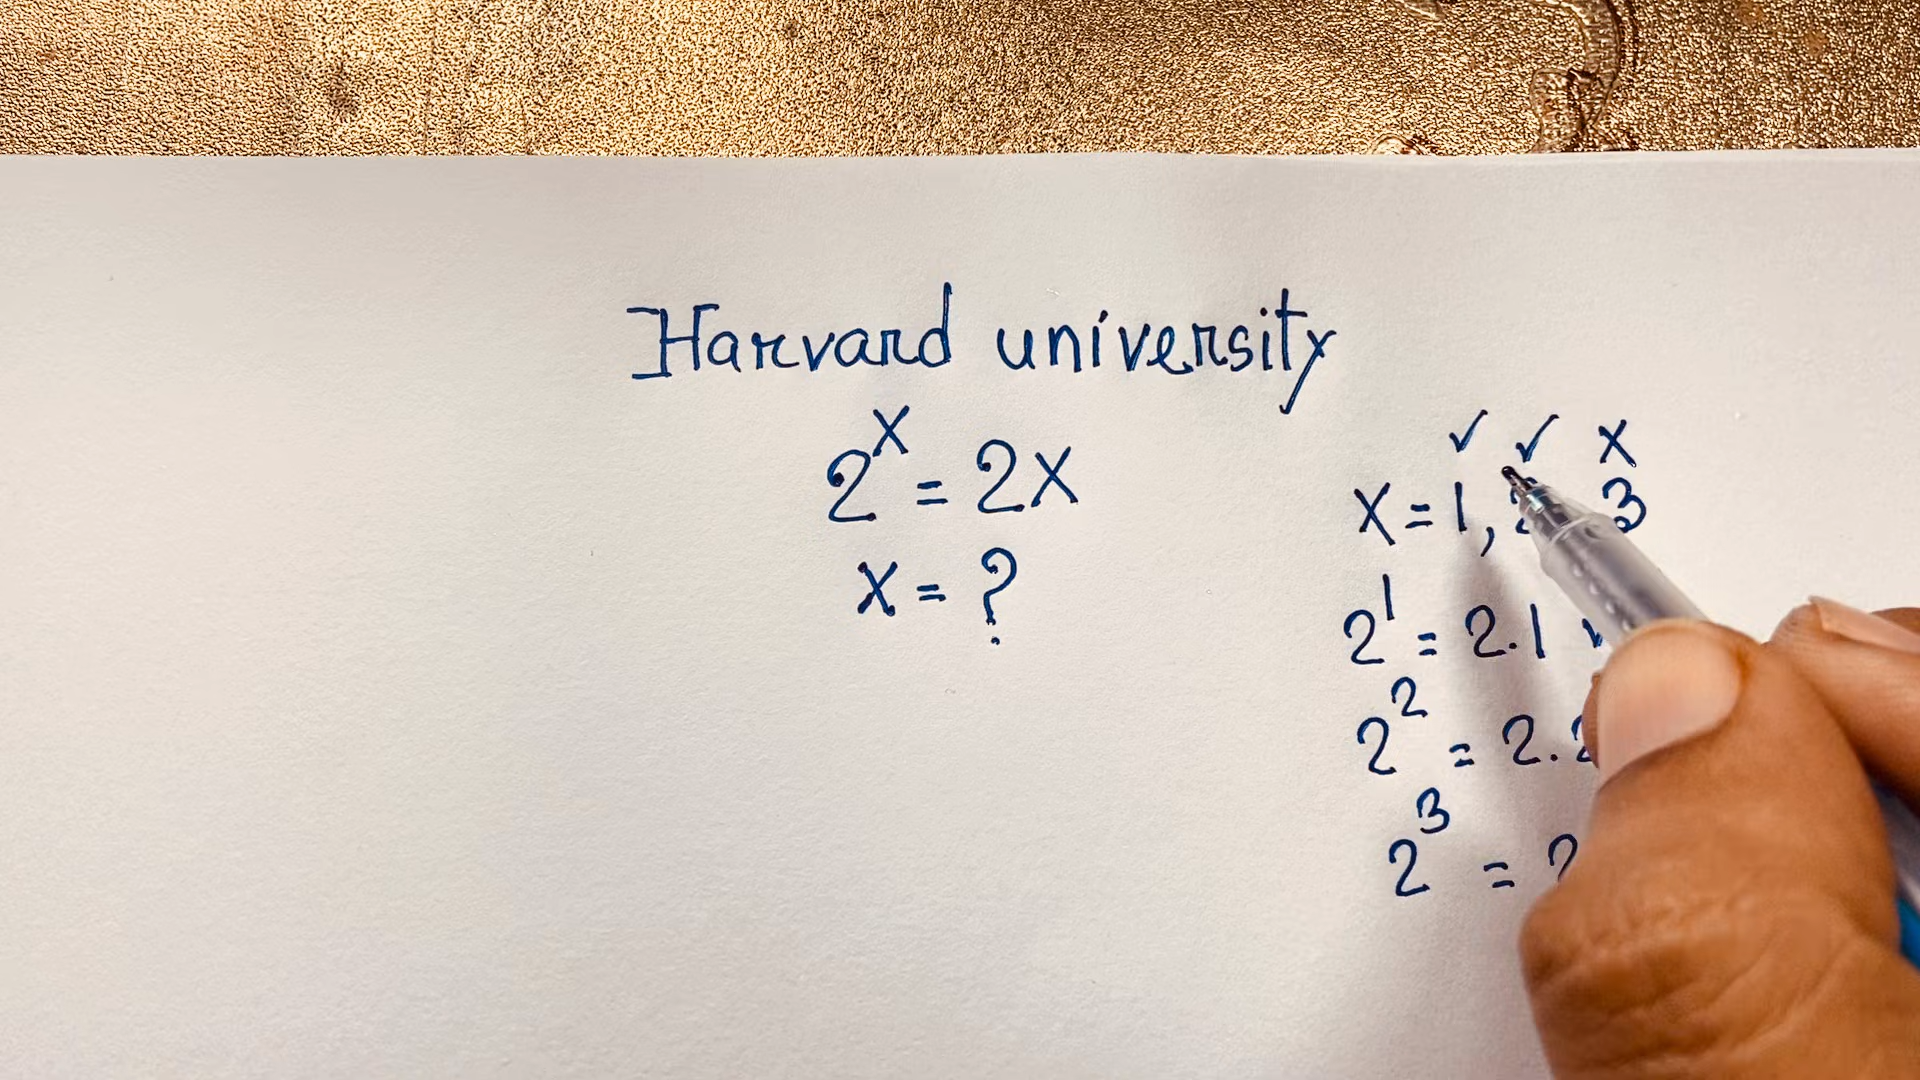 Harvard university
2^x = 2x
x = ?
✓ ✓ x
x = 1, 3
2^1 = 2.1
2^2 = 2.
2^3 =